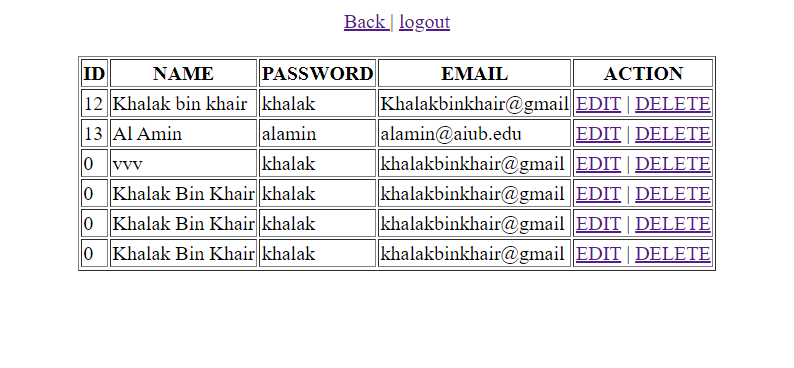 Back | logout
ID NAME PASSWORD EMAIL ACTION
12 Khalak bin khair khalak Khalakbinkhair@gmail EDIT | DELETE
13 Al Amin alamin alamin@aiub.edu EDIT | DELETE
0 vvv khalak khalakbinkhair@gmail EDIT | DELETE
0 Khalak Bin Khair khalak khalakbinkhair@gmail EDIT | DELETE
0 Khalak Bin Khair khalak khalakbinkhair@gmail EDIT | DELETE
0 Khalak Bin Khair khalak khalakbinkhair@gmail EDIT | DELETE